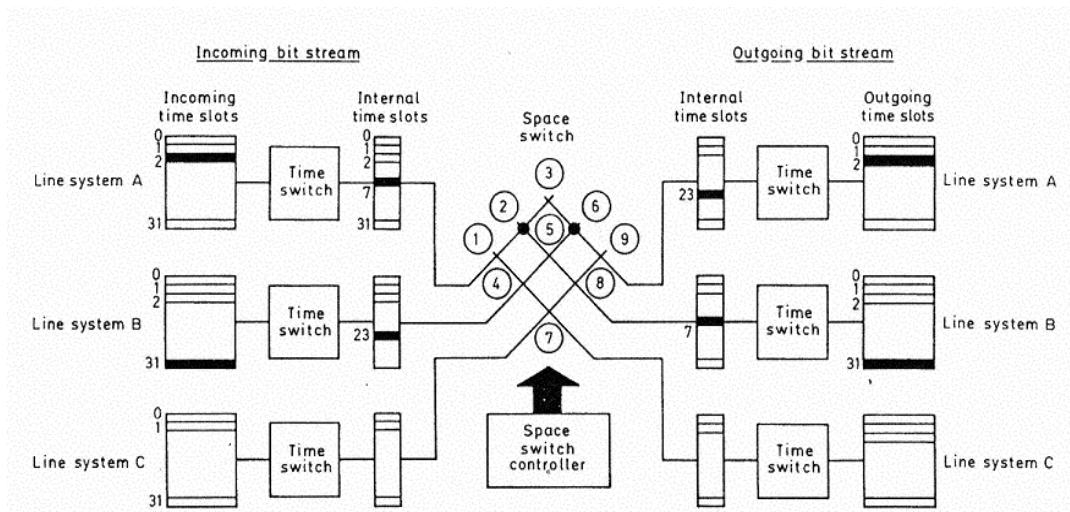 Incoming bit stream
Outgoing bit stream
Incoming
time slots
Internal
time slots
Space
switch
Internal
time slots
Outgoing
time slots
Line system A
0
1
2
31
Time
switch
0
1
2
7
31
3
2
6
1
5
9
4
8
7
23
Time
switch
0
1
2
Line system A
Line system B
0
1
2
31
Time
switch
23
7
Time
switch
0
1
2
31
Line system B
Line system C
0
1
31
Time
switch
Space
switch
controller
Time
switch
Line system C